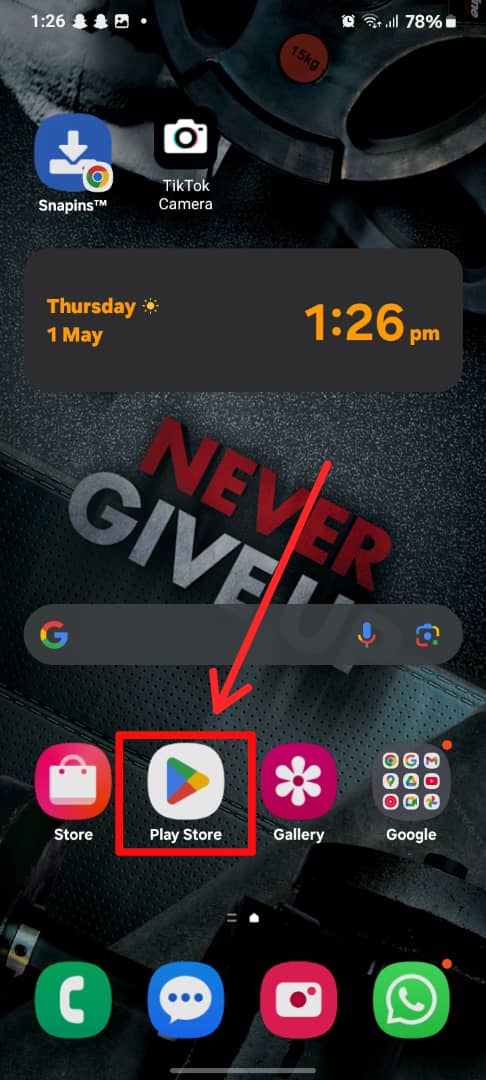 1:26
78%
15kg
Snapins™
TikTok
Camera
Thursday
1 May
1:26 pm
NEVER
GIVE UP
Store
Play Store
Gallery
Google